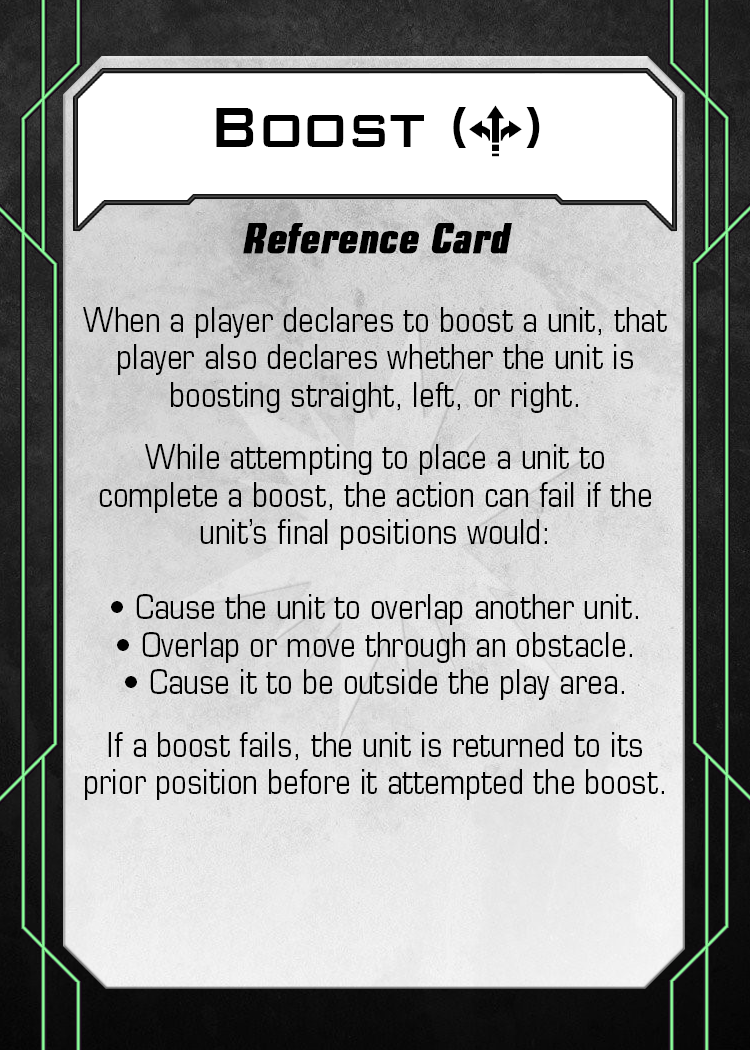 Boost ( )
Reference Card
When a player declares to boost a unit, that
player also declares whether the unit is
boosting straight, left, or right.
While attempting to place a unit to
complete a boost, the action can fail if the
unit's final positions would:
• Cause the unit to overlap another unit.
• Overlap or move through an obstacle.
• Cause it to be outside the play area.
If a boost fails, the unit is returned to its
prior position before it attempted the boost.